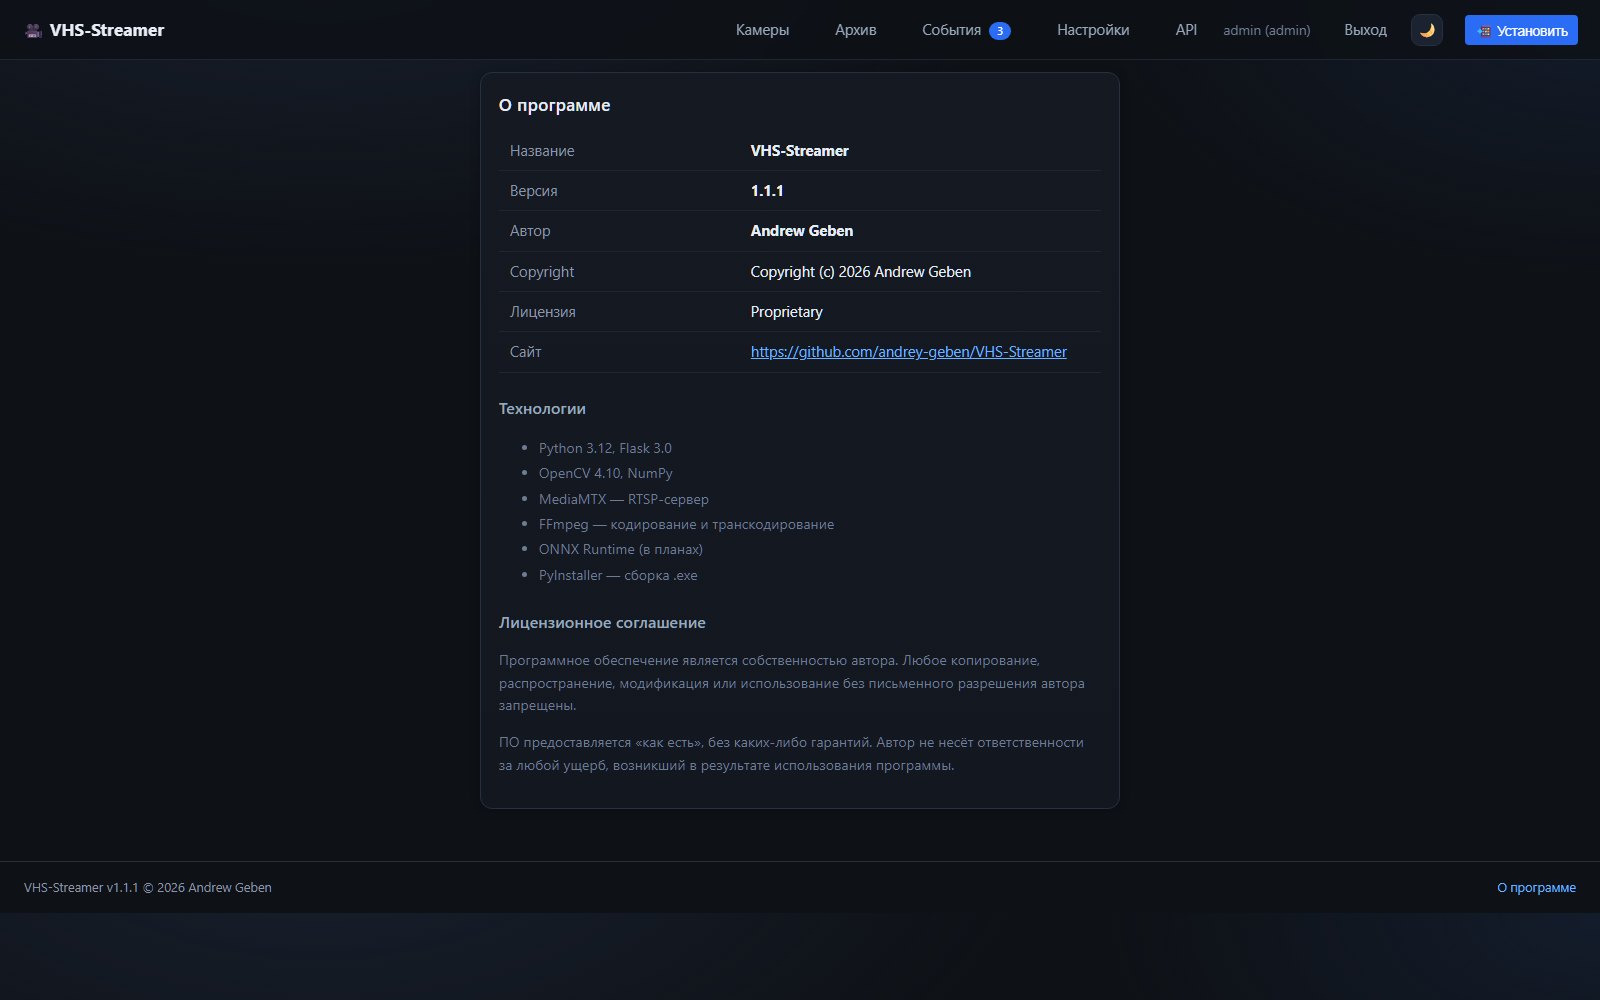 VHS-Streamer
Камеры
Архив
События 3
Настройки
API
admin (admin)
Выход
Установить
О программе
Название VHS-Streamer
Версия 1.1.1
Автор Andrew Geben
Copyright Copyright (c) 2026 Andrew Geben
Лицензия Proprietary
Сайт https://github.com/andrey-geben/VHS-Streamer
Технологии
Python 3.12, Flask 3.0
OpenCV 4.10, NumPy
MediaMTX — RTSP-сервер
FFmpeg — кодирование и транскодирование
ONNX Runtime (в планах)
PyInstaller — сборка .exe
Лицензионное соглашение
Программное обеспечение является собственностью автора. Любое копирование,
распространение, модификация или использование без письменного разрешения автора
запрещены.
ПО предоставляется «как есть», без каких-либо гарантий. Автор не несёт ответственности
за любой ущерб, возникший в результате использования программы.
VHS-Streamer v1.1.1 © 2026 Andrew Geben
О программе